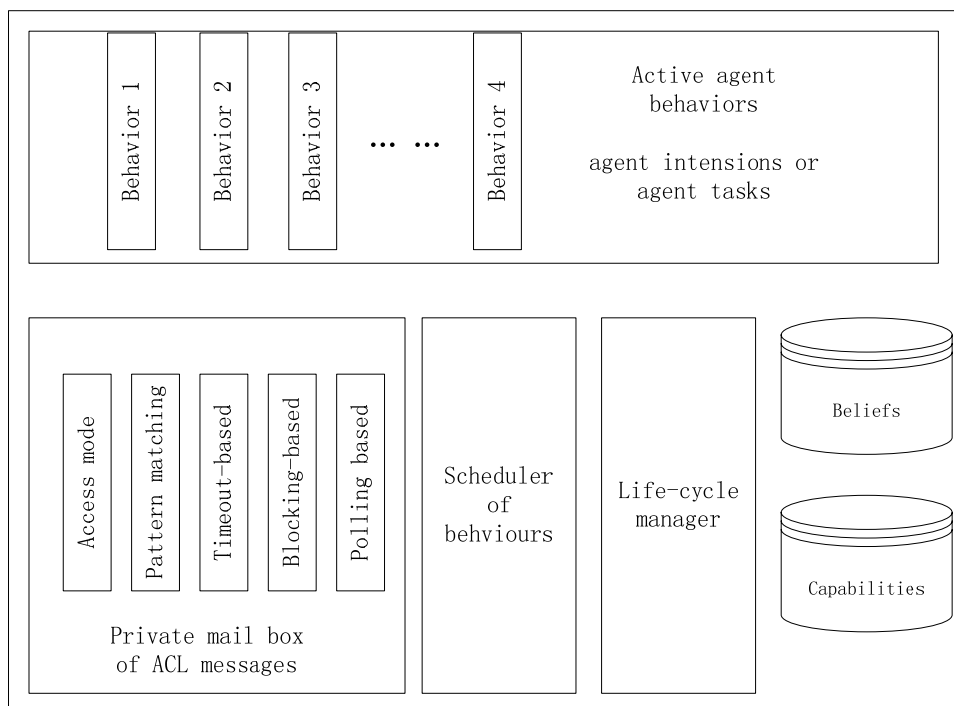 Behavior 1
Behavior 2
Behavior 3
... ...
Behavior 4
Active agent
behaviors
agent intensions or
agent tasks
Access mode
Pattern matching
Timeout-based
Blocking-based
Polling based
Private mail box
of ACL messages
Scheduler
of
behviours
Life-cycle
manager
Beliefs
Capabilities